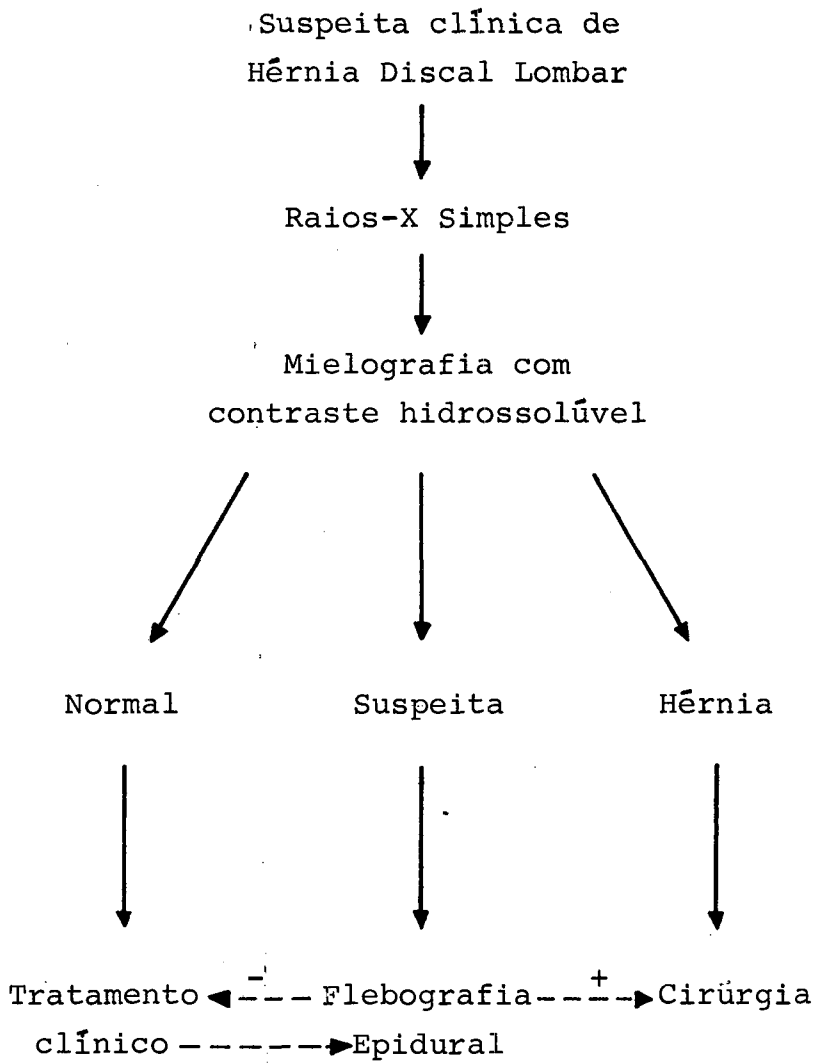 Suspeita clínica de
Hérnia Discal Lombar
Raios-X Simples
Mielografia com
contraste hidrossolúvel
Normal Suspeita Hérnia
- +
Tratamento Flebografia Cirúrgia
clínico Epidural